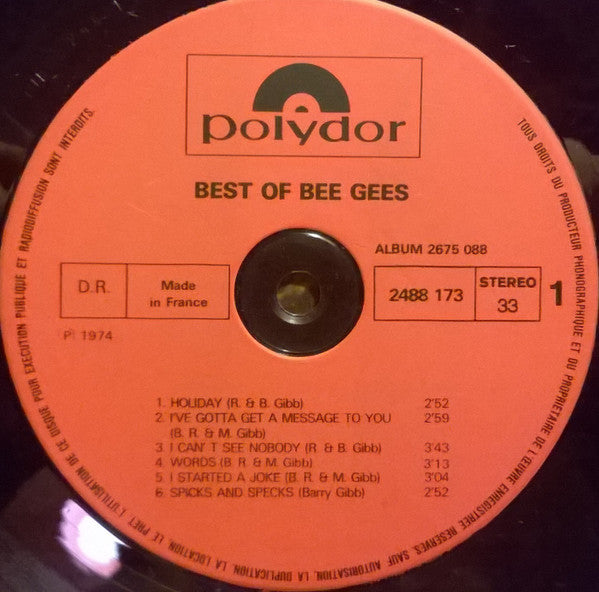 polydor
BEST OF BEE GEES
ALBUM 2675 088
D.R.
Made
in France
2488 173
STEREO
33
1
℗ 1974
1. HOLIDAY (R. & B. Gibb) 2'52
2. I'VE GOTTA GET A MESSAGE TO YOU 2'59
(B. R. & M. Gibb)
3. I CAN' T SEE NOBODY (R. & B. Gibb) 3'43
4. WORDS (B. R. & M. Gibb) 3'13
5. I STARTED A JOKE (B. R. & M. Gibb) 3'04
6. SPICKS AND SPECKS (Barry Gibb) 2'52
TOUS DROITS DU PRODUCTEUR PHONOGRAPHIQUE ET DU PROPRIETAIRE DE L'ŒUVRE ENREGISTREE RESERVES. SAUF AUTORISATION, LA DUPLICATION, LA LOCATION, LE PRET, L'UTILISATION DE CE DISQUE POUR EXECUTION PUBLIQUE ET RADIODIFFUSION SONT INTERDITS.